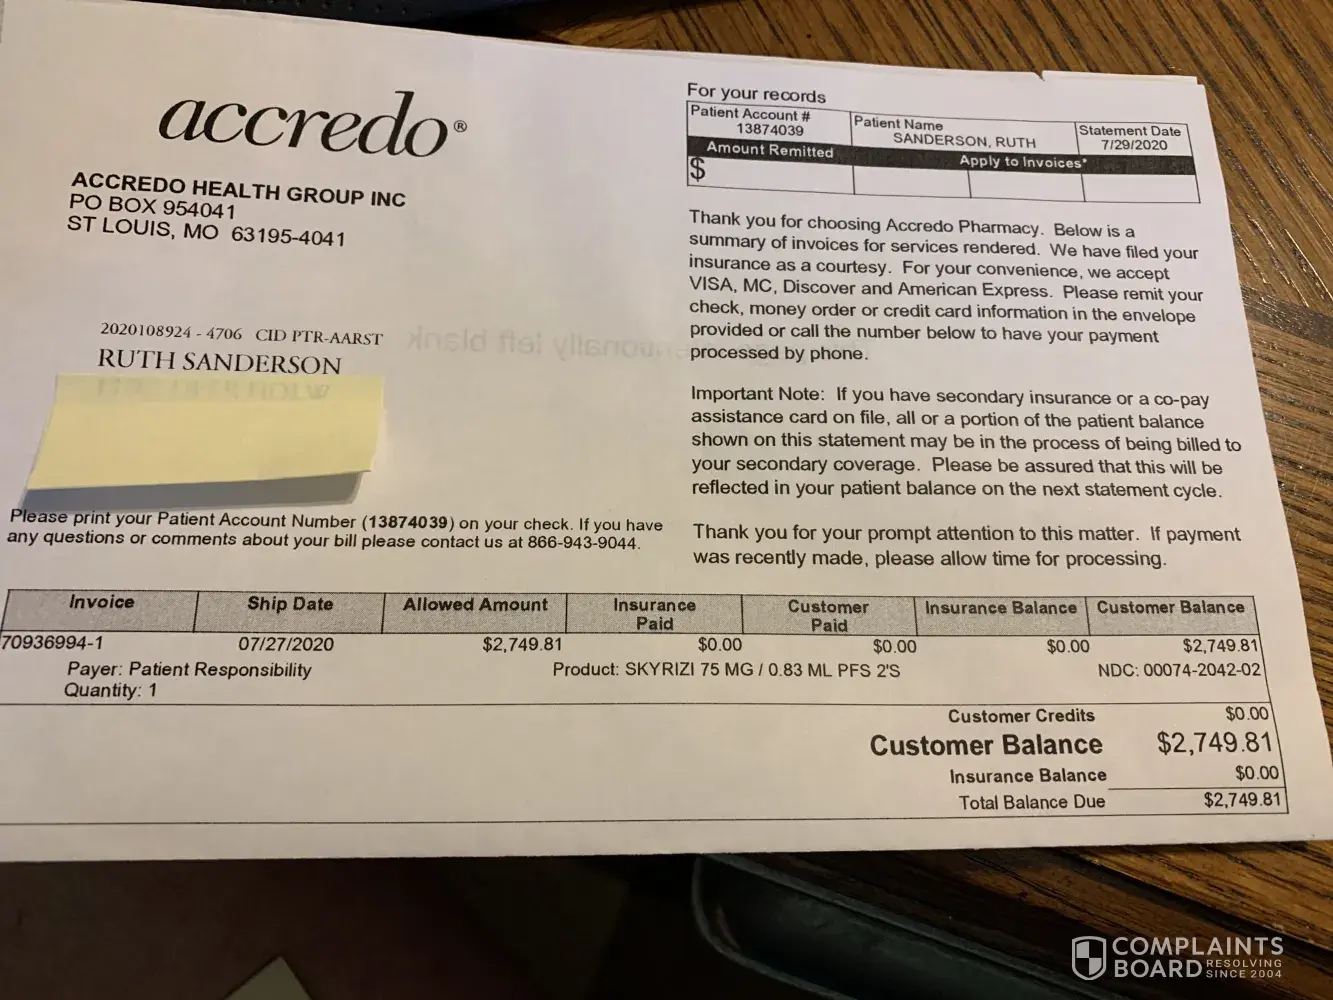 accredo®
ACCREDO HEALTH GROUP INC
PO BOX 954041
ST LOUIS, MO 63195-4041
2020108924 - 4706 CID PTR-AARST
RUTH SANDERSON
Please print your Patient Account Number (13874039) on your check. If you have
any questions or comments about your bill please contact us at 866-943-9044.
For your records
Patient Account #
13874039
Patient Name
SANDERSON, RUTH
Statement Date
7/29/2020
Amount Remitted
Apply to Invoices*
$
Thank you for choosing Accredo Pharmacy. Below is a
summary of invoices for services rendered. We have filed your
insurance as a courtesy. For your convenience, we accept
VISA, MC, Discover and American Express. Please remit your
check, money order or credit card information in the envelope
provided or call the number below to have your payment
processed by phone.
Important Note: If you have secondary insurance or a co-pay
assistance card on file, all or a portion of the patient balance
shown on this statement may be in the process of being billed to
your secondary coverage. Please be assured that this will be
reflected in your patient balance on the next statement cycle.
Thank you for your prompt attention to this matter. If payment
was recently made, please allow time for processing.
Invoice Ship Date Allowed Amount Insurance Paid Customer Paid Insurance Balance Customer Balance
70936994-1 07/27/2020 $2,749.81 $0.00 $0.00 $0.00 $2,749.81
Payer: Patient Responsibility Product: SKYRIZI 75 MG / 0.83 ML PFS 2'S NDC: 00074-2042-02
Quantity: 1
Customer Credits $0.00
Customer Balance $2,749.81
Insurance Balance $0.00
Total Balance Due $2,749.81
COMPLAINTS
BOARD RESOLVING
SINCE 2004